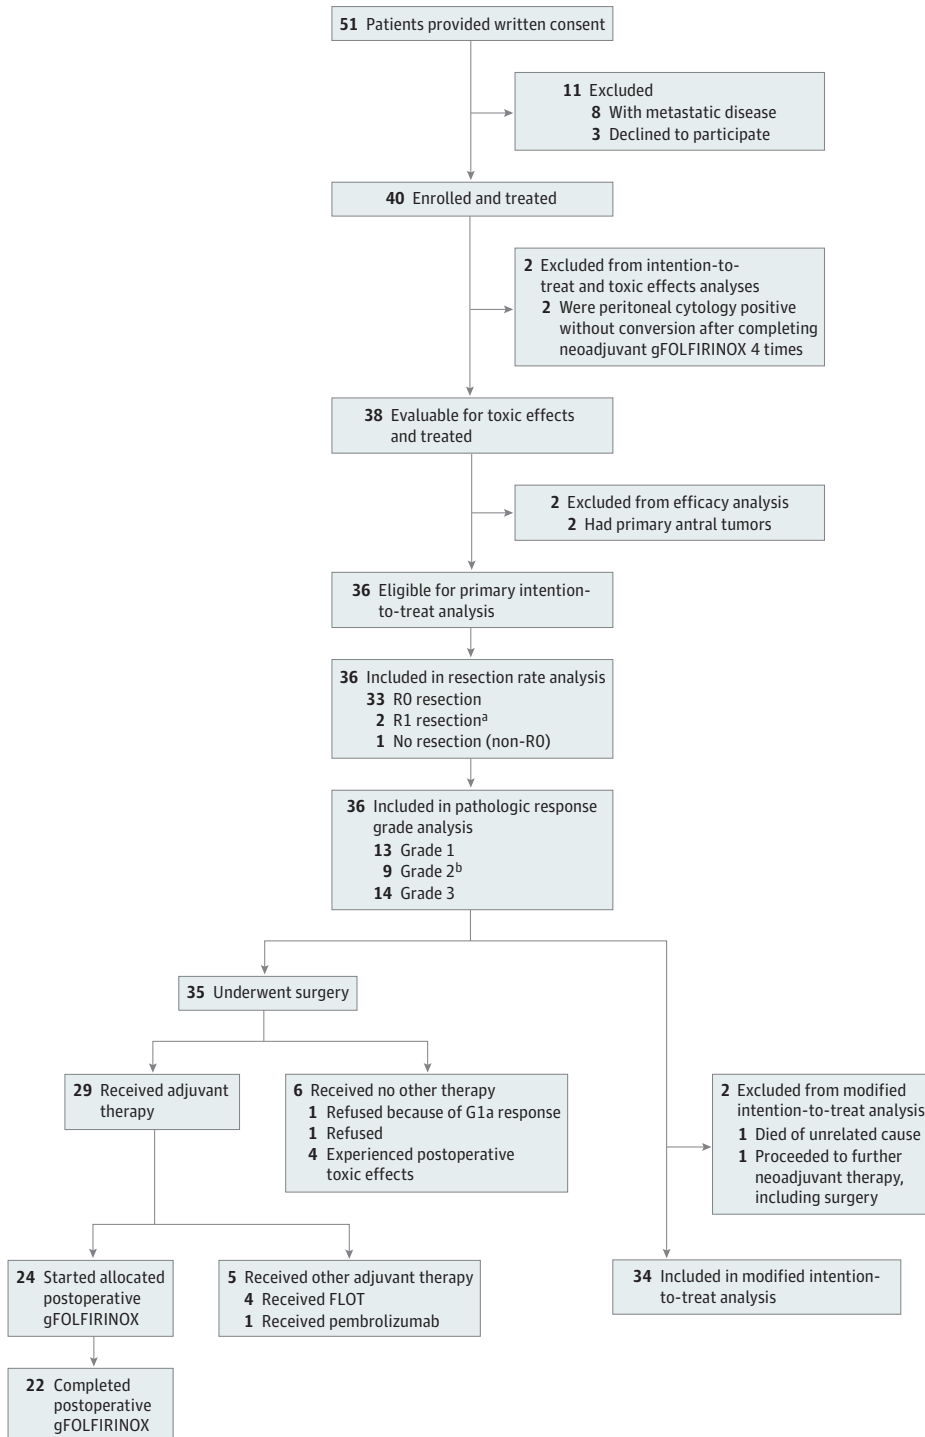 51 Patients provided written consent
11 Excluded
8 With metastatic disease
3 Declined to participate
40 Enrolled and treated
2 Excluded from intention-to-
treat and toxic effects analyses
2 Were peritoneal cytology positive
without conversion after completing
neoadjuvant gFOLFIRINOX 4 times
38 Evaluable for toxic effects
and treated
2 Excluded from efficacy analysis
2 Had primary antral tumors
36 Eligible for primary intention-
to-treat analysis
36 Included in resection rate analysis
33 R0 resection
2 R1 resectionᵃ
1 No resection (non-R0)
36 Included in pathologic response
grade analysis
13 Grade 1
9 Grade 2ᵇ
14 Grade 3
35 Underwent surgery
29 Received adjuvant
therapy
6 Received no other therapy
1 Refused because of G1a response
1 Refused
4 Experienced postoperative
toxic effects
2 Excluded from modified
intention-to-treat analysis
1 Died of unrelated cause
1 Proceeded to further
neoadjuvant therapy,
including surgery
24 Started allocated
postoperative
gFOLFIRINOX
5 Received other adjuvant therapy
4 Received FLOT
1 Received pembrolizumab
34 Included in modified intention-
to-treat analysis
22 Completed
postoperative
gFOLFIRINOX